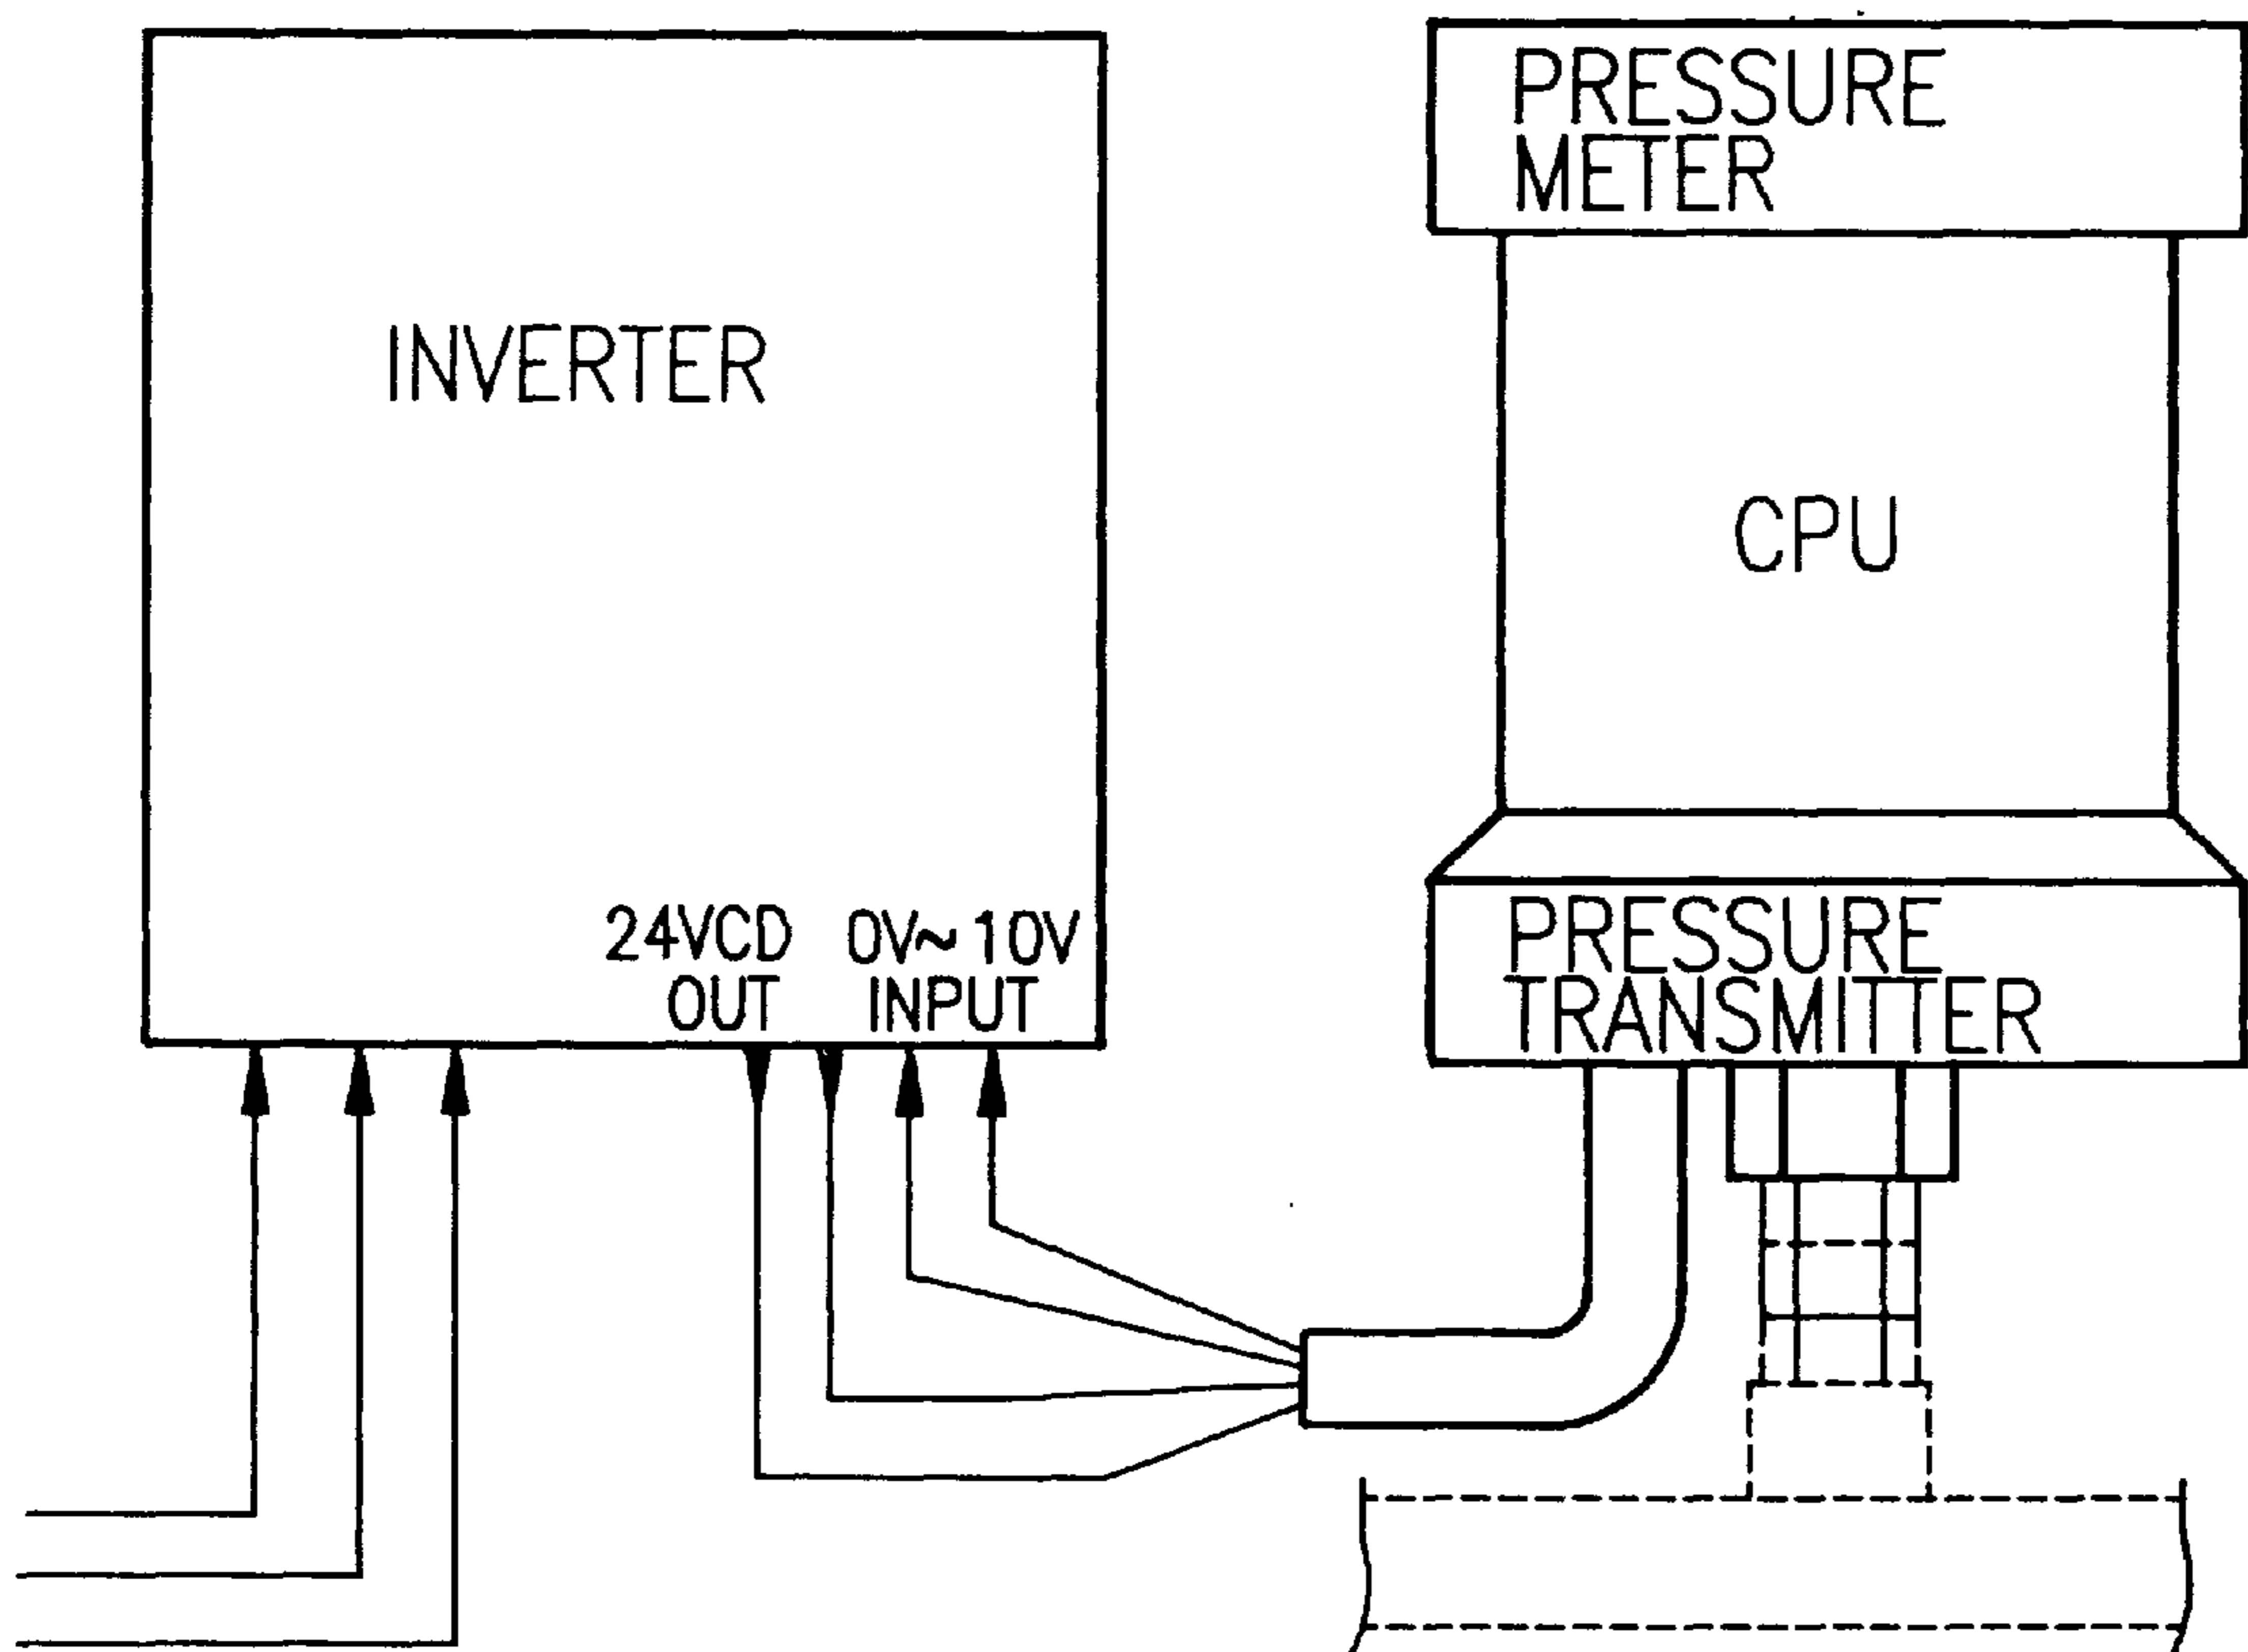 PRESSURE
METER
INVERTER
CPU
24VCD
OUT
0V~10V
INPUT
PRESSURE
TRANSMITTER